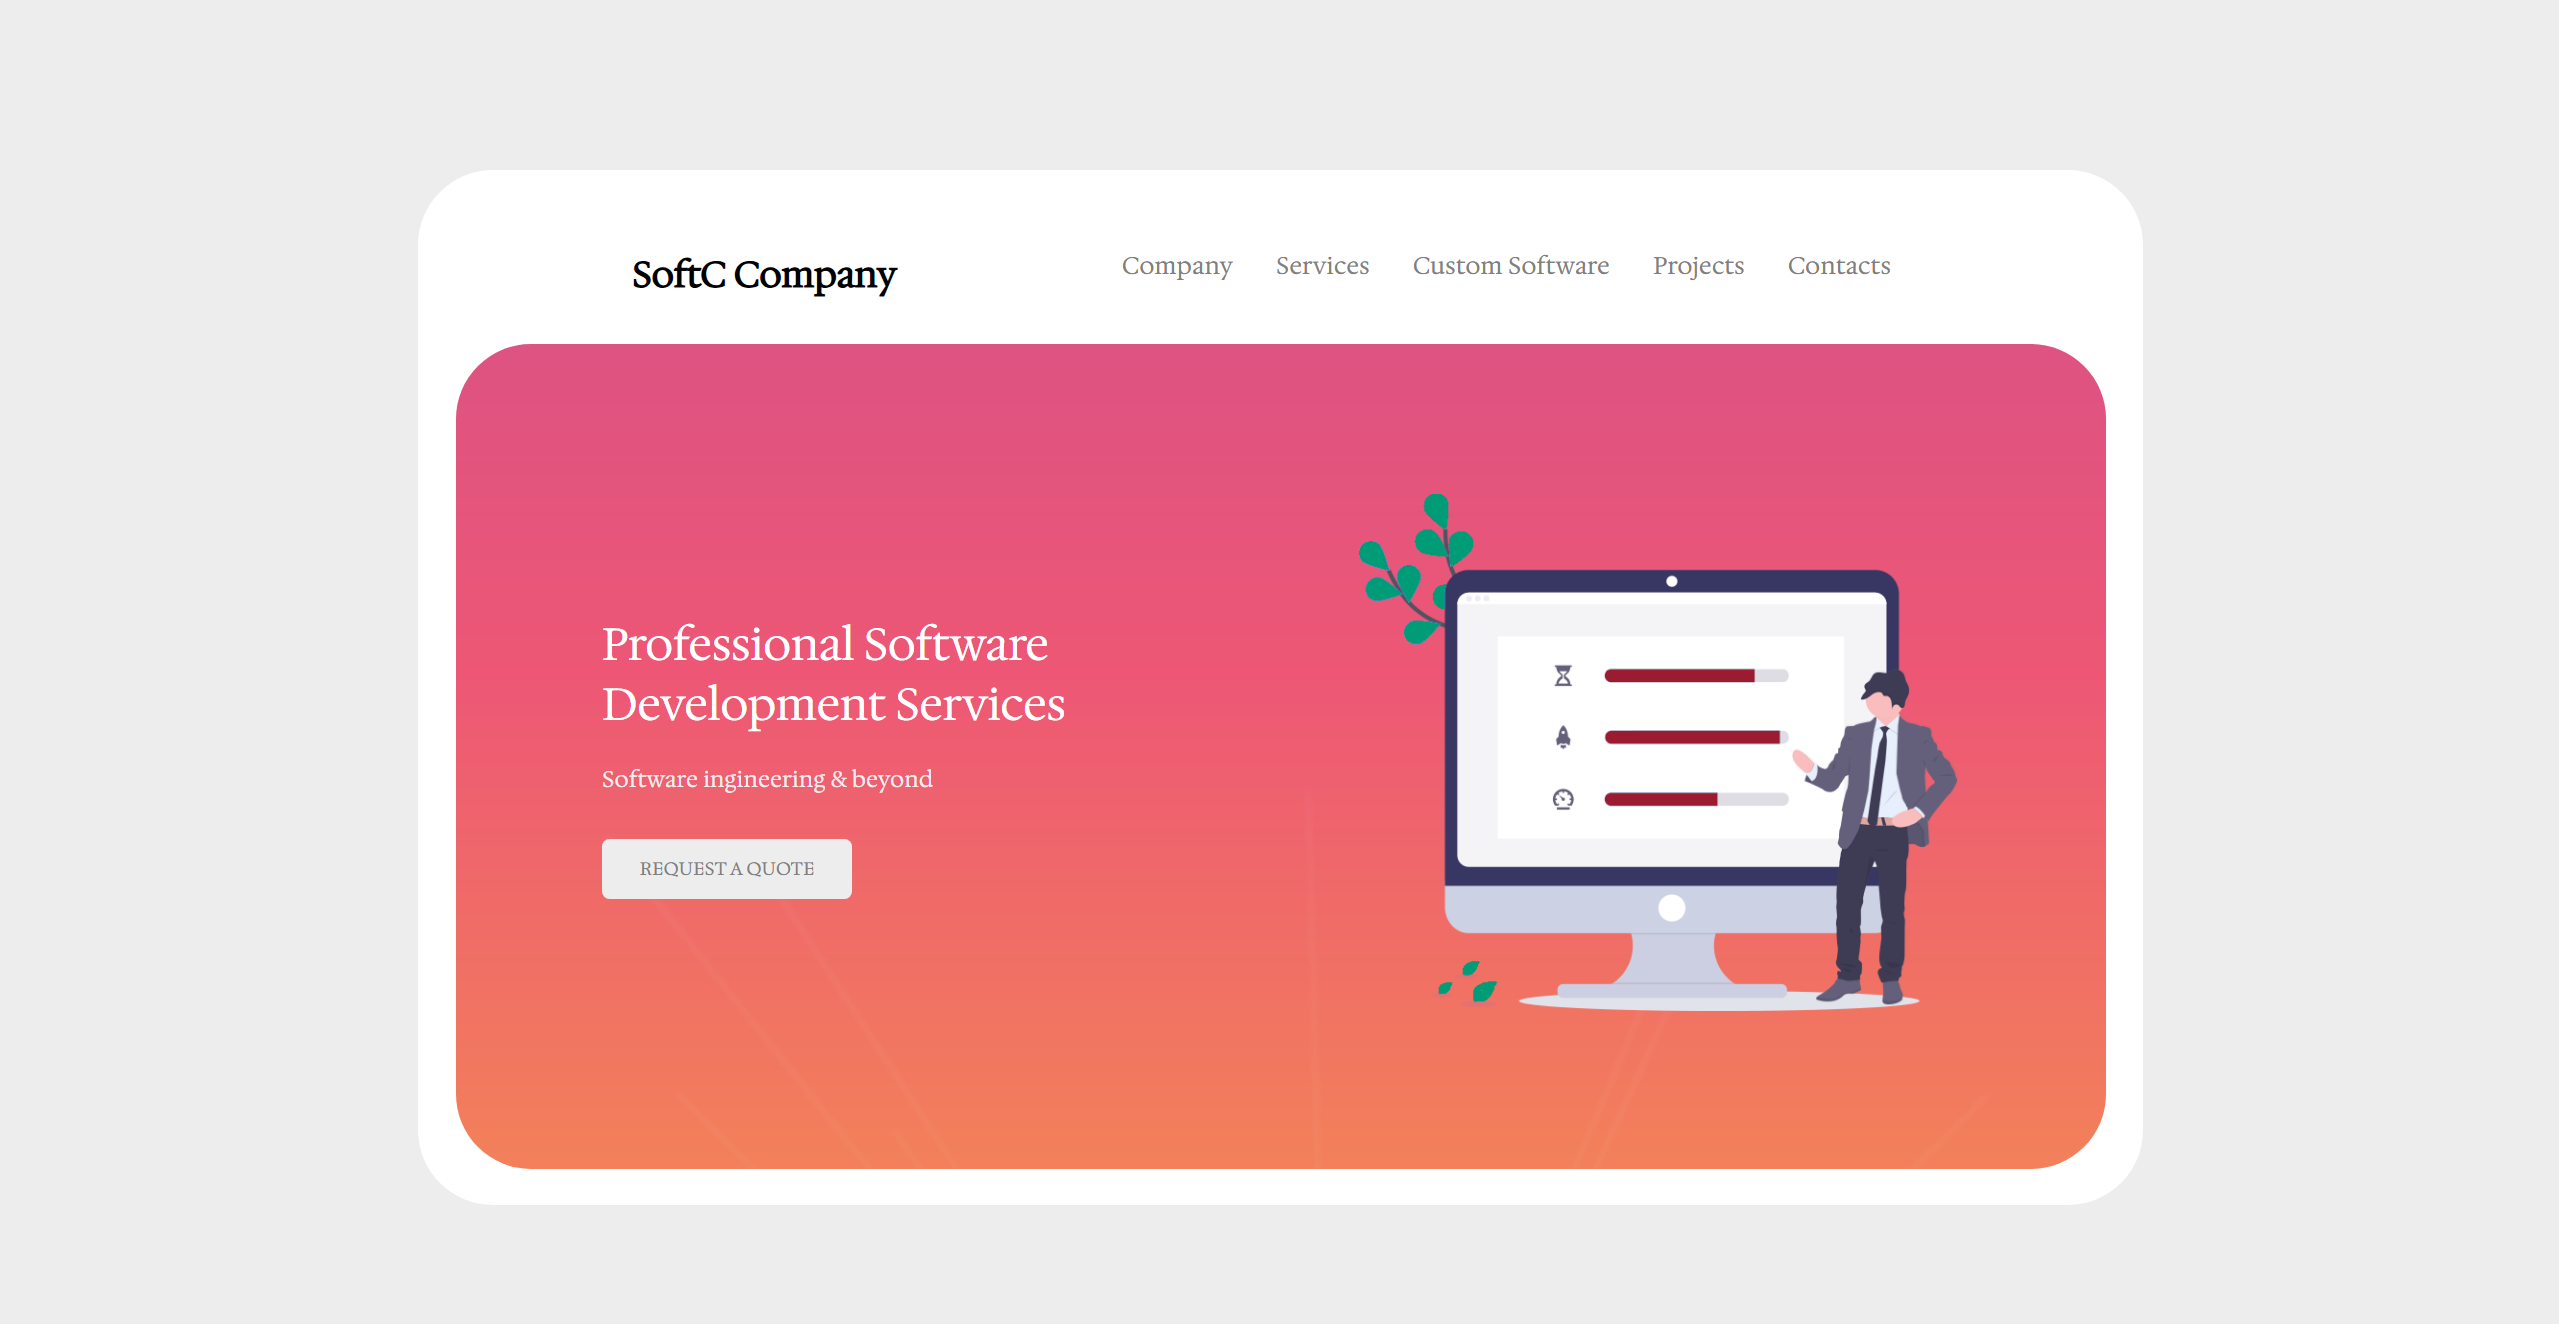 SoftC Company
Company Services Custom Software Projects Contacts
Professional Software
Development Services
Software ingineering & beyond
REQUEST A QUOTE